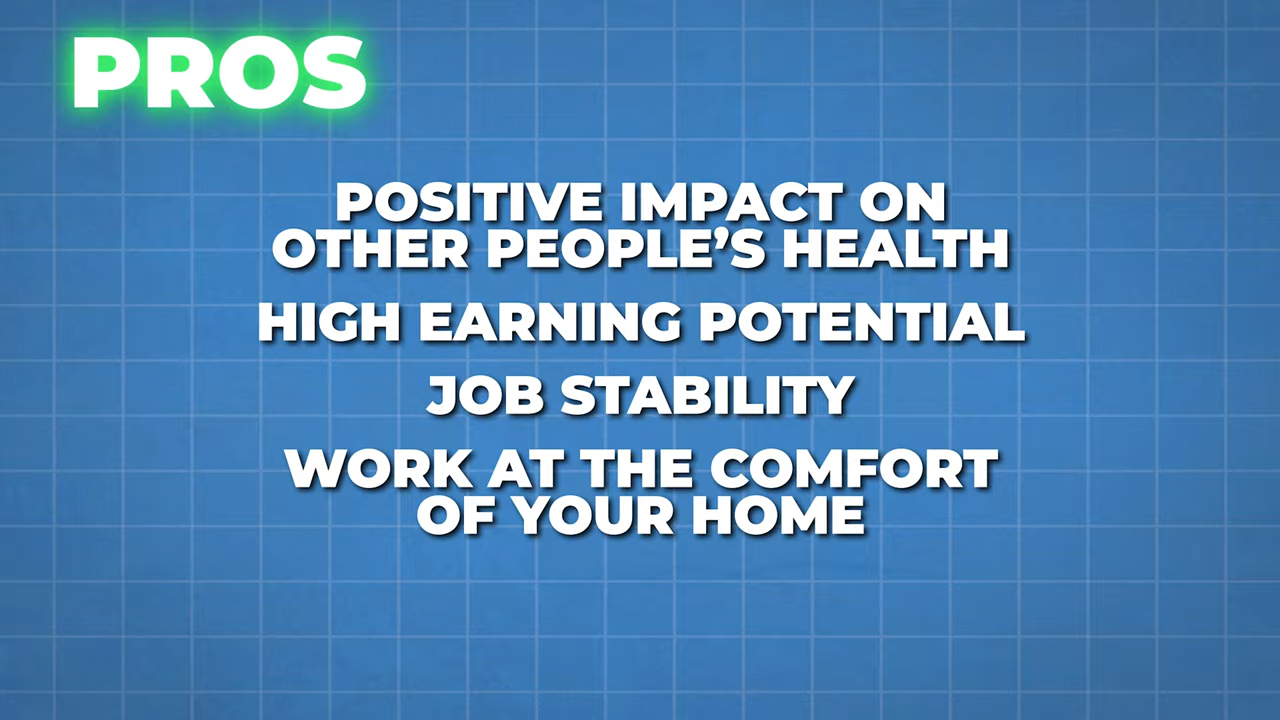 PROS
POSITIVE IMPACT ON
OTHER PEOPLE’S HEALTH
HIGH EARNING POTENTIAL
JOB STABILITY
WORK AT THE COMFORT
OF YOUR HOME